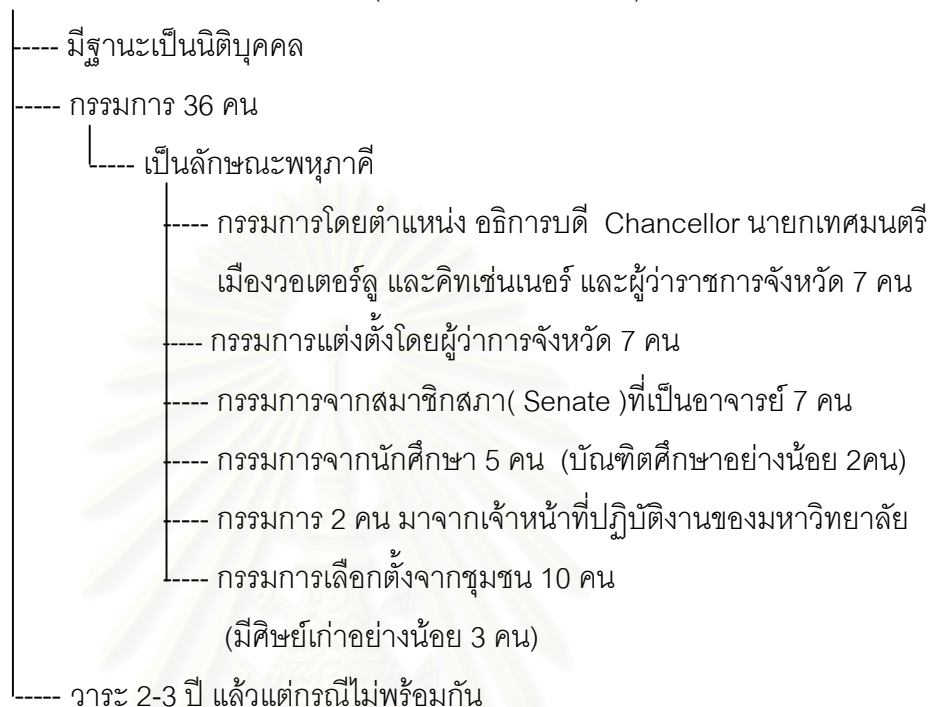 ----- มีฐานะเป็นนิติบุคคล
----- กรรมการ 36 คน
----- เป็นลักษณะพหุภาคี
----- กรรมการโดยตำแหน่ง อธิการบดี Chancellor นายกเทศมนตรี
เมืองวอเตอร์ลู และคิทเช่นเนอร์ และผู้ว่าราชการจังหวัด 7 คน
----- กรรมการแต่งตั้งโดยผู้ว่าการจังหวัด 7 คน
----- กรรมการจากสมาชิกสภา( Senate )ที่เป็นอาจารย์ 7 คน
----- กรรมการจากนักศึกษา 5 คน (บัณฑิตศึกษาอย่างน้อย 2คน)
----- กรรมการ 2 คน มาจากเจ้าหน้าที่ปฏิบัติงานของมหาวิทยาลัย
----- กรรมการเลือกตั้งจากชุมชน 10 คน
(มีศิษย์เก่าอย่างน้อย 3 คน)
----- วาระ 2-3 ปี แล้วแต่กรณีไม่พร้อมกัน